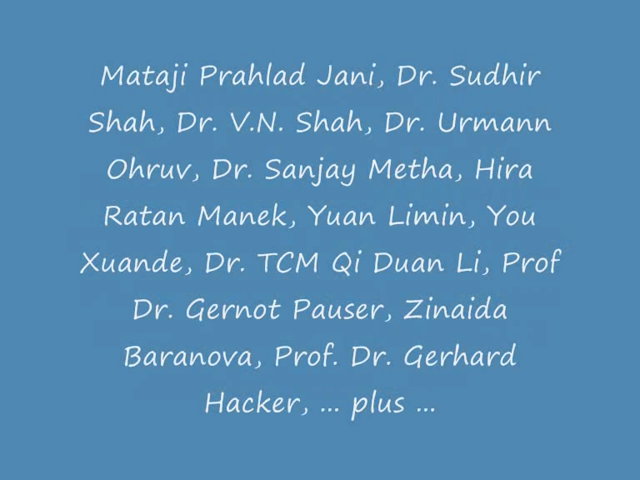 Mataji Prahlad Jani, Dr. Sudhir
Shah, Dr. V.N. Shah, Dr. Urmann
Ohruv, Dr. Sanjay Metha, Hira
Ratan Manek, Yuan Limin, You
Xuande, Dr. TCM Qi Duan Li, Prof
Dr. Gernot Pauser, Zinaida
Baranova, Prof. Dr. Gerhard
Hacker, ... plus ...